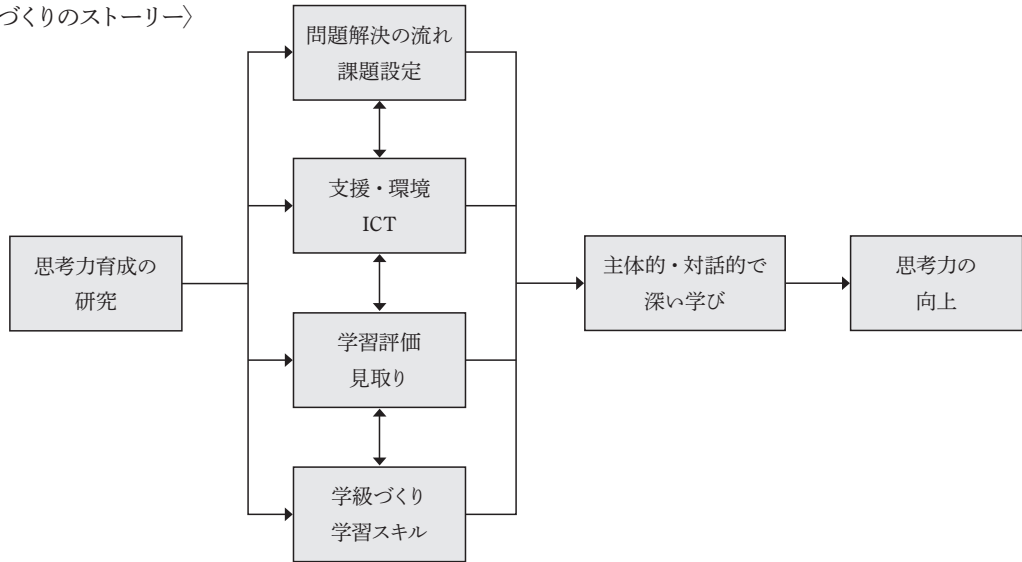 づくりのストーリー〉
問題解決の流れ
課題設定
支援・環境
ICT
思考力育成の
研究
主体的・対話的で
深い学び
思考力の
向上
学習評価
見取り
学級づくり
学習スキル